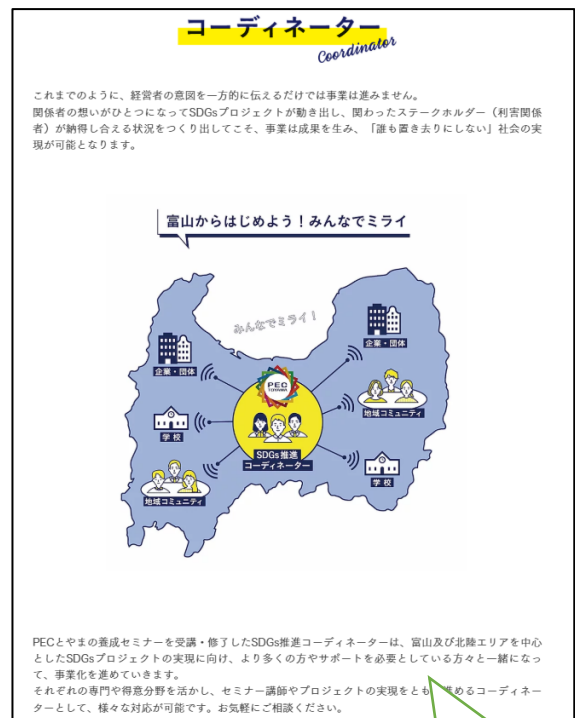 コーディネーター
Coordinator
これまでのように、経営者の意図を一方的に伝えるだけでは事業は進みません。
関係者の想いがひとつになってSDGsプロジェクトが動き出し、関わったステークホルダー（利害関係
者）が納得し合える状況をつくり出してこそ、事業は成果を生み、「誰も置き去りにしない」社会の実
現が可能となります。
富山からはじめよう！みんなでミライ
みんなでミライ！
企業・団体
企業・団体
PEC
TOYAMA
地域コミュニティ
学校
SDGs推進
コーディネーター
学校
地域コミュニティ
PECとやまの養成セミナーを受講・修了したSDGs推進コーディネーターは、富山及び北陸エリアを中心
としたSDGsプロジェクトの実現に向け、より多くの方やサポートを必要としている方々と一緒になっ
て、事業化を進めていきます。
それぞれの専門や得意分野を活かし、セミナー講師やプロジェクトの実現をとも進めるコーディネー
ターとして、様々な対応が可能です。お気軽にご相談ください。